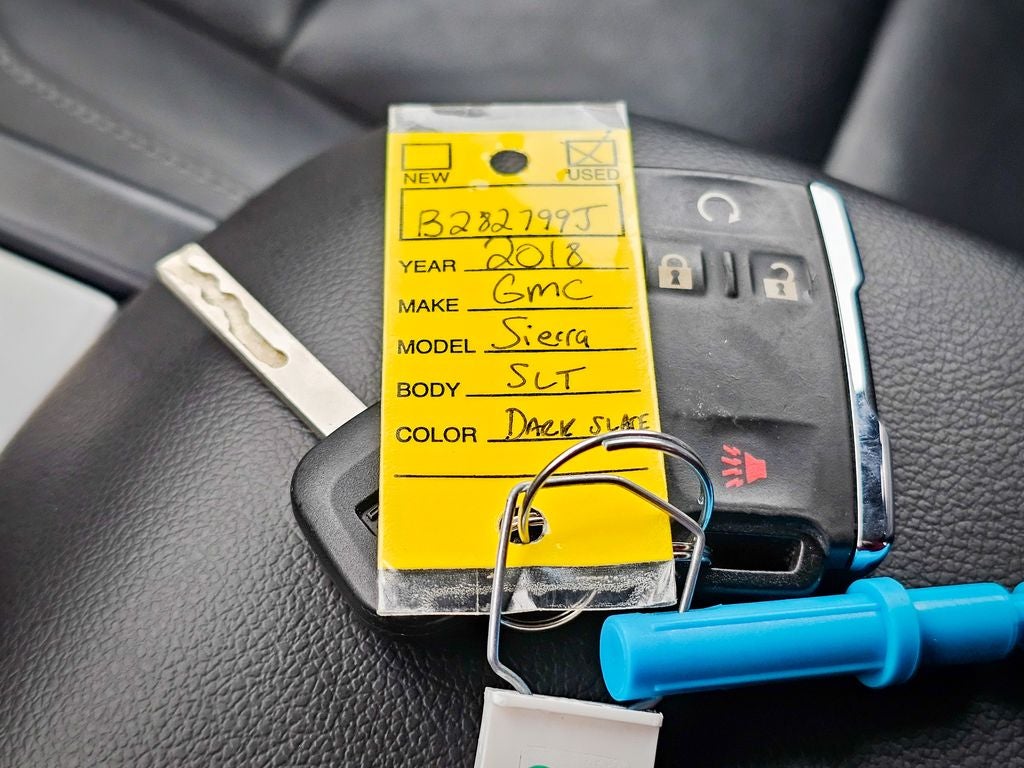 NEW USED
B282799J
YEAR 2018
MAKE GMC
MODEL Sierra
BODY SLT
COLOR DARK SLATE